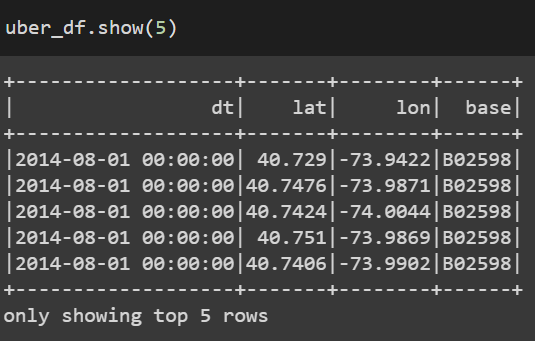 uber_df.show(5)
+-------------------+-------+--------+------+
|                 dt|    lat|     lon|  base|
+-------------------+-------+--------+------+
|2014-08-01 00:00:00| 40.729|-73.9422|B02598|
|2014-08-01 00:00:00|40.7476|-73.9871|B02598|
|2014-08-01 00:00:00|40.7424|-74.0044|B02598|
|2014-08-01 00:00:00| 40.751|-73.9869|B02598|
|2014-08-01 00:00:00|40.7406|-73.9902|B02598|
+-------------------+-------+--------+------+
only showing top 5 rows